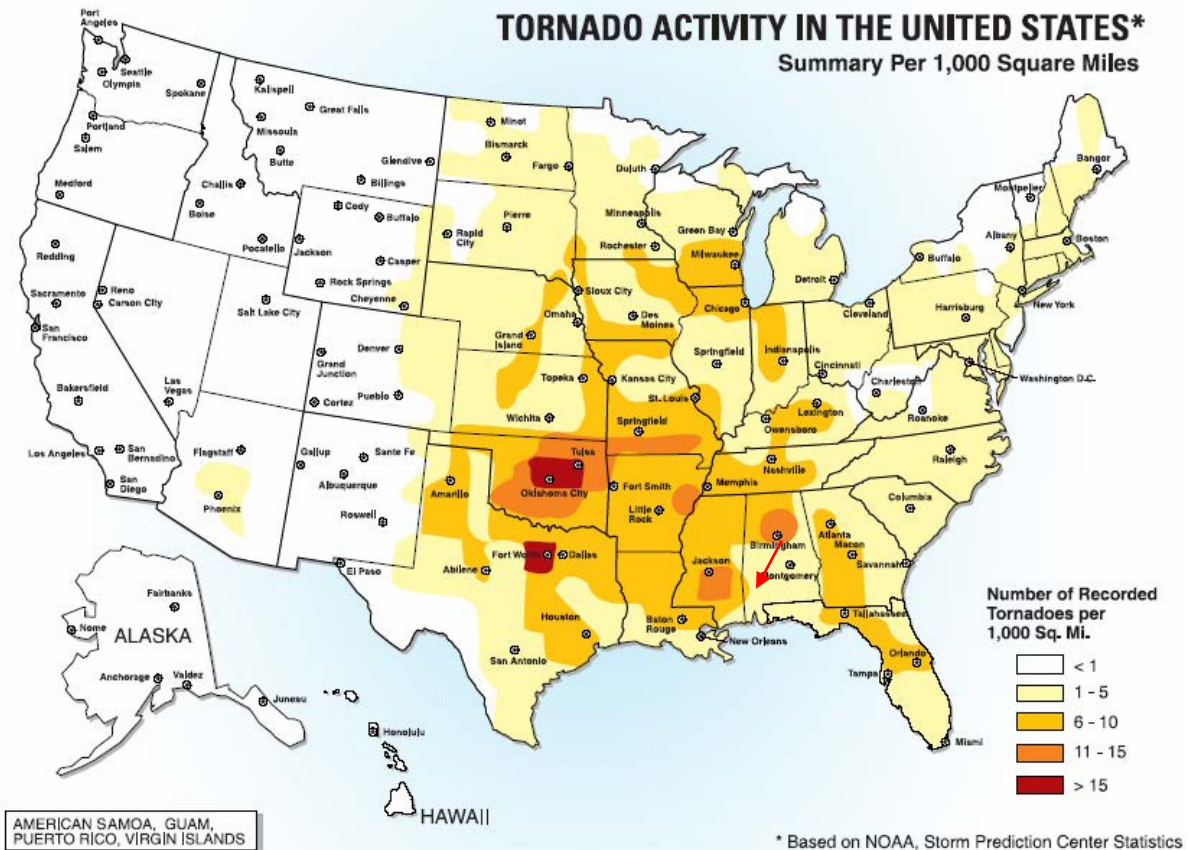 TORNADO ACTIVITY IN THE UNITED STATES*
Summary Per 1,000 Square Miles
Port
Angeles
Seattle
Olympia
Spokane
Portland
Salem
Medford
Kalispell
Great Falls
Missoula
Butte
Glendive
Billings
Challis
Boise
Pocatello
Cody
Buffalo
Jackson
Casper
Rock Springs
Cheyenne
Minot
Bismarck
Fargo
Pierre
Rapid
City
Duluth
Minneapolis
Rochester
Green Bay
Milwaukee
Bangor
Montpelier
Albany
Boston
Buffalo
Detroit
Redding
Sacramento
Reno
Carson City
San
Francisco
Salt Lake City
Sioux City
Omaha
Des
Moines
Grand
Island
Chicago
Cleveland
Harrisburg
New York
Denver
Grand
Junction
Pueblo
Cortez
Topeka
Kansas City
Wichita
Springfield
Indianapolis
Cincinnati
Charleston
Washington D.C.
St. Louis
Springfield
Owensboro
Lexington
Roanoke
Bakersfield
Las
Vegas
Los Angeles
San
Bernadino
San
Diego
Flagstaff
Phoenix
Gallup
Sante Fe
Albuquerque
Roswell
Amarillo
Tulsa
Oklahoma City
Fort Smith
Little
Rock
Memphis
Nashville
Raleigh
Columbia
El Paso
Abilene
Fort Worth
Dallas
Jackson
Birmingham
Montgomery
Atlanta
Macon
Savannah
Houston
San Antonio
Baton
Rouge
New Orleans
Tallahassee
Orlando
Tampa
Miami
Fairbanks
Nome
ALASKA
Anchorage
Valdez
Juneau
Honolulu
HAWAII
AMERICAN SAMOA, GUAM,
PUERTO RICO, VIRGIN ISLANDS
Number of Recorded
Tornadoes per
1,000 Sq. Mi.
< 1
1 - 5
6 - 10
11 - 15
> 15
* Based on NOAA, Storm Prediction Center Statistics